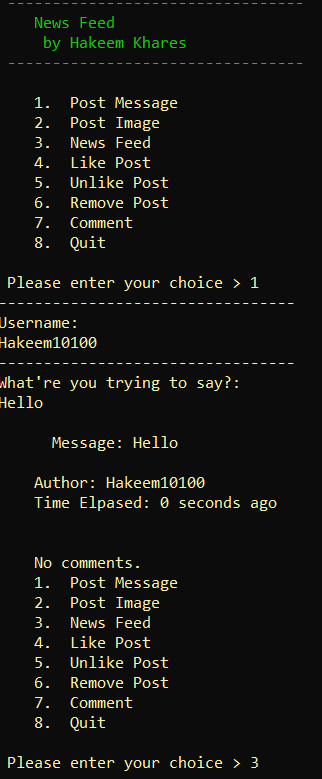 ---------------------------------
News Feed
by Hakeem Khares
---------------------------------
1. Post Message
2. Post Image
3. News Feed
4. Like Post
5. Unlike Post
6. Remove Post
7. Comment
8. Quit
Please enter your choice > 1
---------------------------------
Username:
Hakeem10100
---------------------------------
What're you trying to say?:
Hello
Message: Hello
Author: Hakeem10100
Time Elpased: 0 seconds ago
No comments.
1. Post Message
2. Post Image
3. News Feed
4. Like Post
5. Unlike Post
6. Remove Post
7. Comment
8. Quit
Please enter your choice > 3